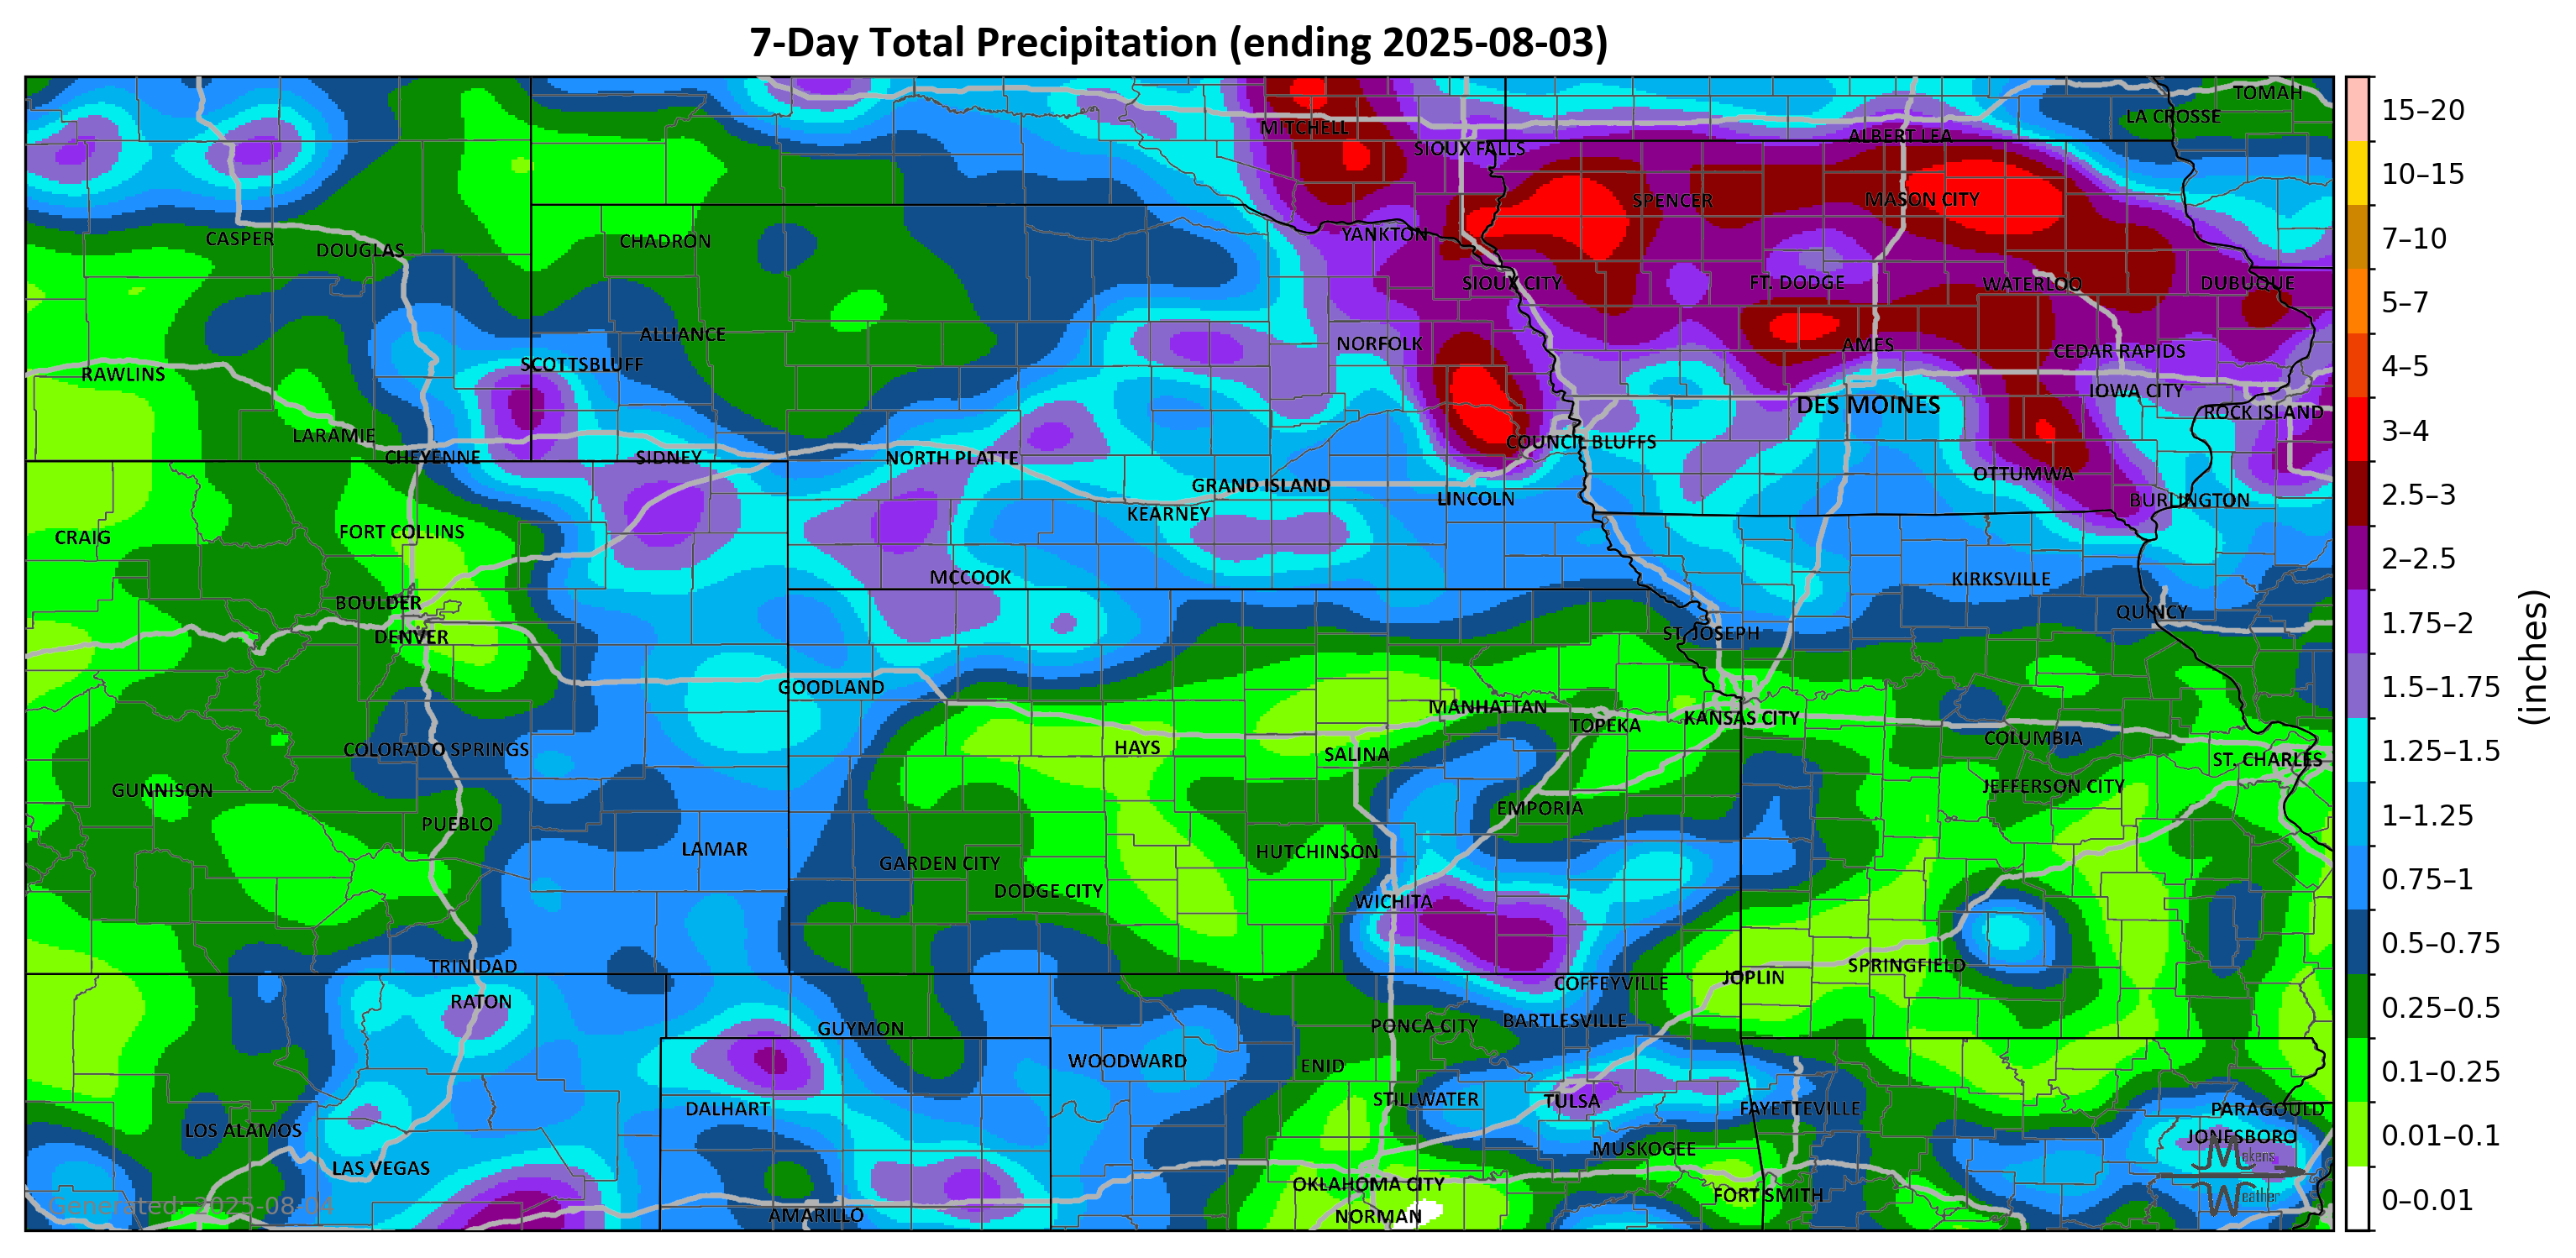 7-Day Total Precipitation (ending 2025-08-03)
TOMAH
LA CROSSE
MITCHELL
ALBERT LEA
SIOUX FALLS
SPENCER
MASON CITY
CASPER
DOUGLAS
CHADRON
YANKTON
SIOUX CITY
FT. DODGE
WATERLOO
DUBUQUE
ALLIANCE
NORFOLK
AMES
CEDAR RAPIDS
SCOTTSBLUFF
RAWLINS
IOWA CITY
DES MOINES
ROCK ISLAND
LARAMIE
COUNCIL BLUFFS
CHEYENNE
SIDNEY
NORTH PLATTE
OTTUMWA
GRAND ISLAND
LINCOLN
BURLINGTON
KEARNEY
CRAIG
FORT COLLINS
MCCOOK
KIRKSVILLE
BOULDER
QUINCY
DENVER
ST. JOSEPH
GOODLAND
MANHATTAN
TOPEKA
KANSAS CITY
COLORADO SPRINGS
HAYS
SALINA
COLUMBIA
ST. CHARLES
GUNNISON
JEFFERSON CITY
EMPORIA
PUEBLO
LAMAR
GARDEN CITY
HUTCHINSON
DODGE CITY
WICHITA
TRINIDAD
SPRINGFIELD
JOPLIN
COFFEYVILLE
RATON
GUYMON
PONCA CITY
BARTLESVILLE
WOODWARD
ENID
DALHART
STILLWATER
TULSA
FAYETTEVILLE
PARAGOULD
LOS ALAMOS
JONESBORO
MUSKOGEE
LAS VEGAS
OKLAHOMA CITY
FORT SMITH
AMARILLO
NORMAN
Generated: 2025-08-04
Makens
Weather
15–20
10–15
7–10
5–7
4–5
3–4
2.5–3
2–2.5
1.75–2
1.5–1.75
1.25–1.5
1–1.25
0.75–1
0.5–0.75
0.25–0.5
0.1–0.25
0.01–0.1
0–0.01
(inches)